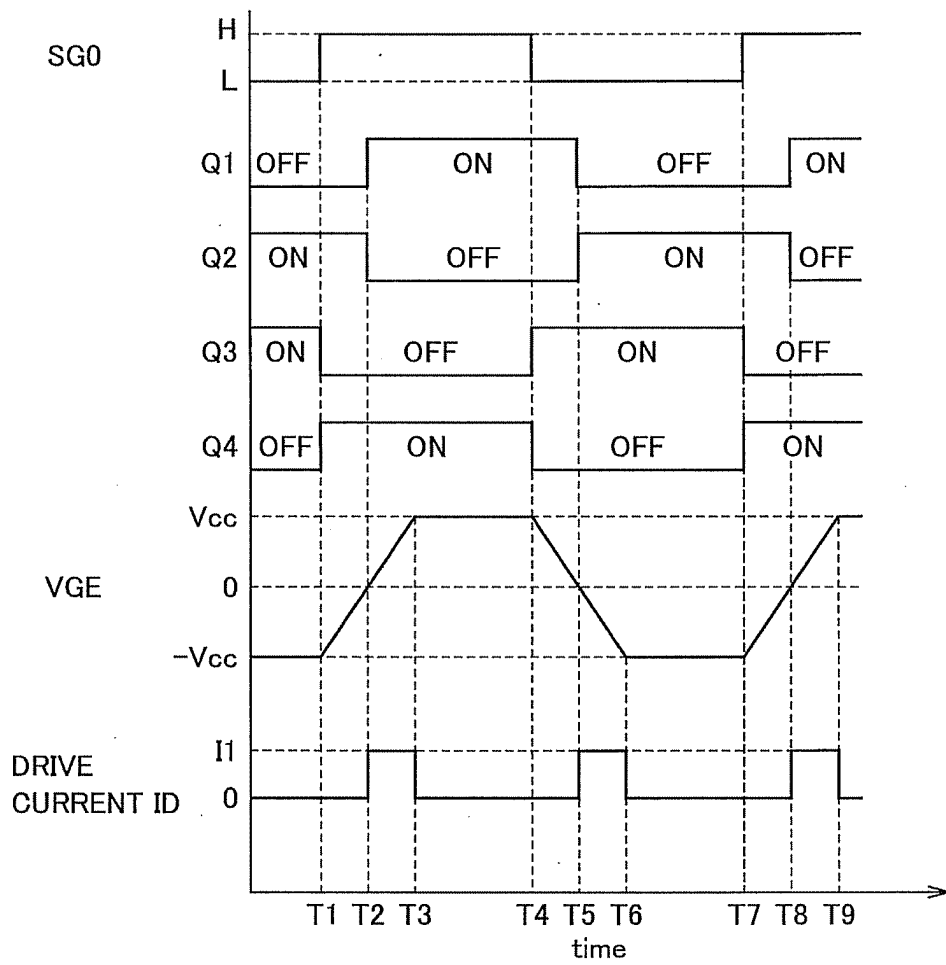 H
SG0
L
Q1 OFF ON OFF ON
Q2 ON OFF ON OFF
Q3 ON OFF ON OFF
Q4 OFF ON OFF ON
Vcc
VGE 0
-Vcc
I1
DRIVE
CURRENT ID 0
T1 T2 T3 T4 T5 T6 T7 T8 T9
time